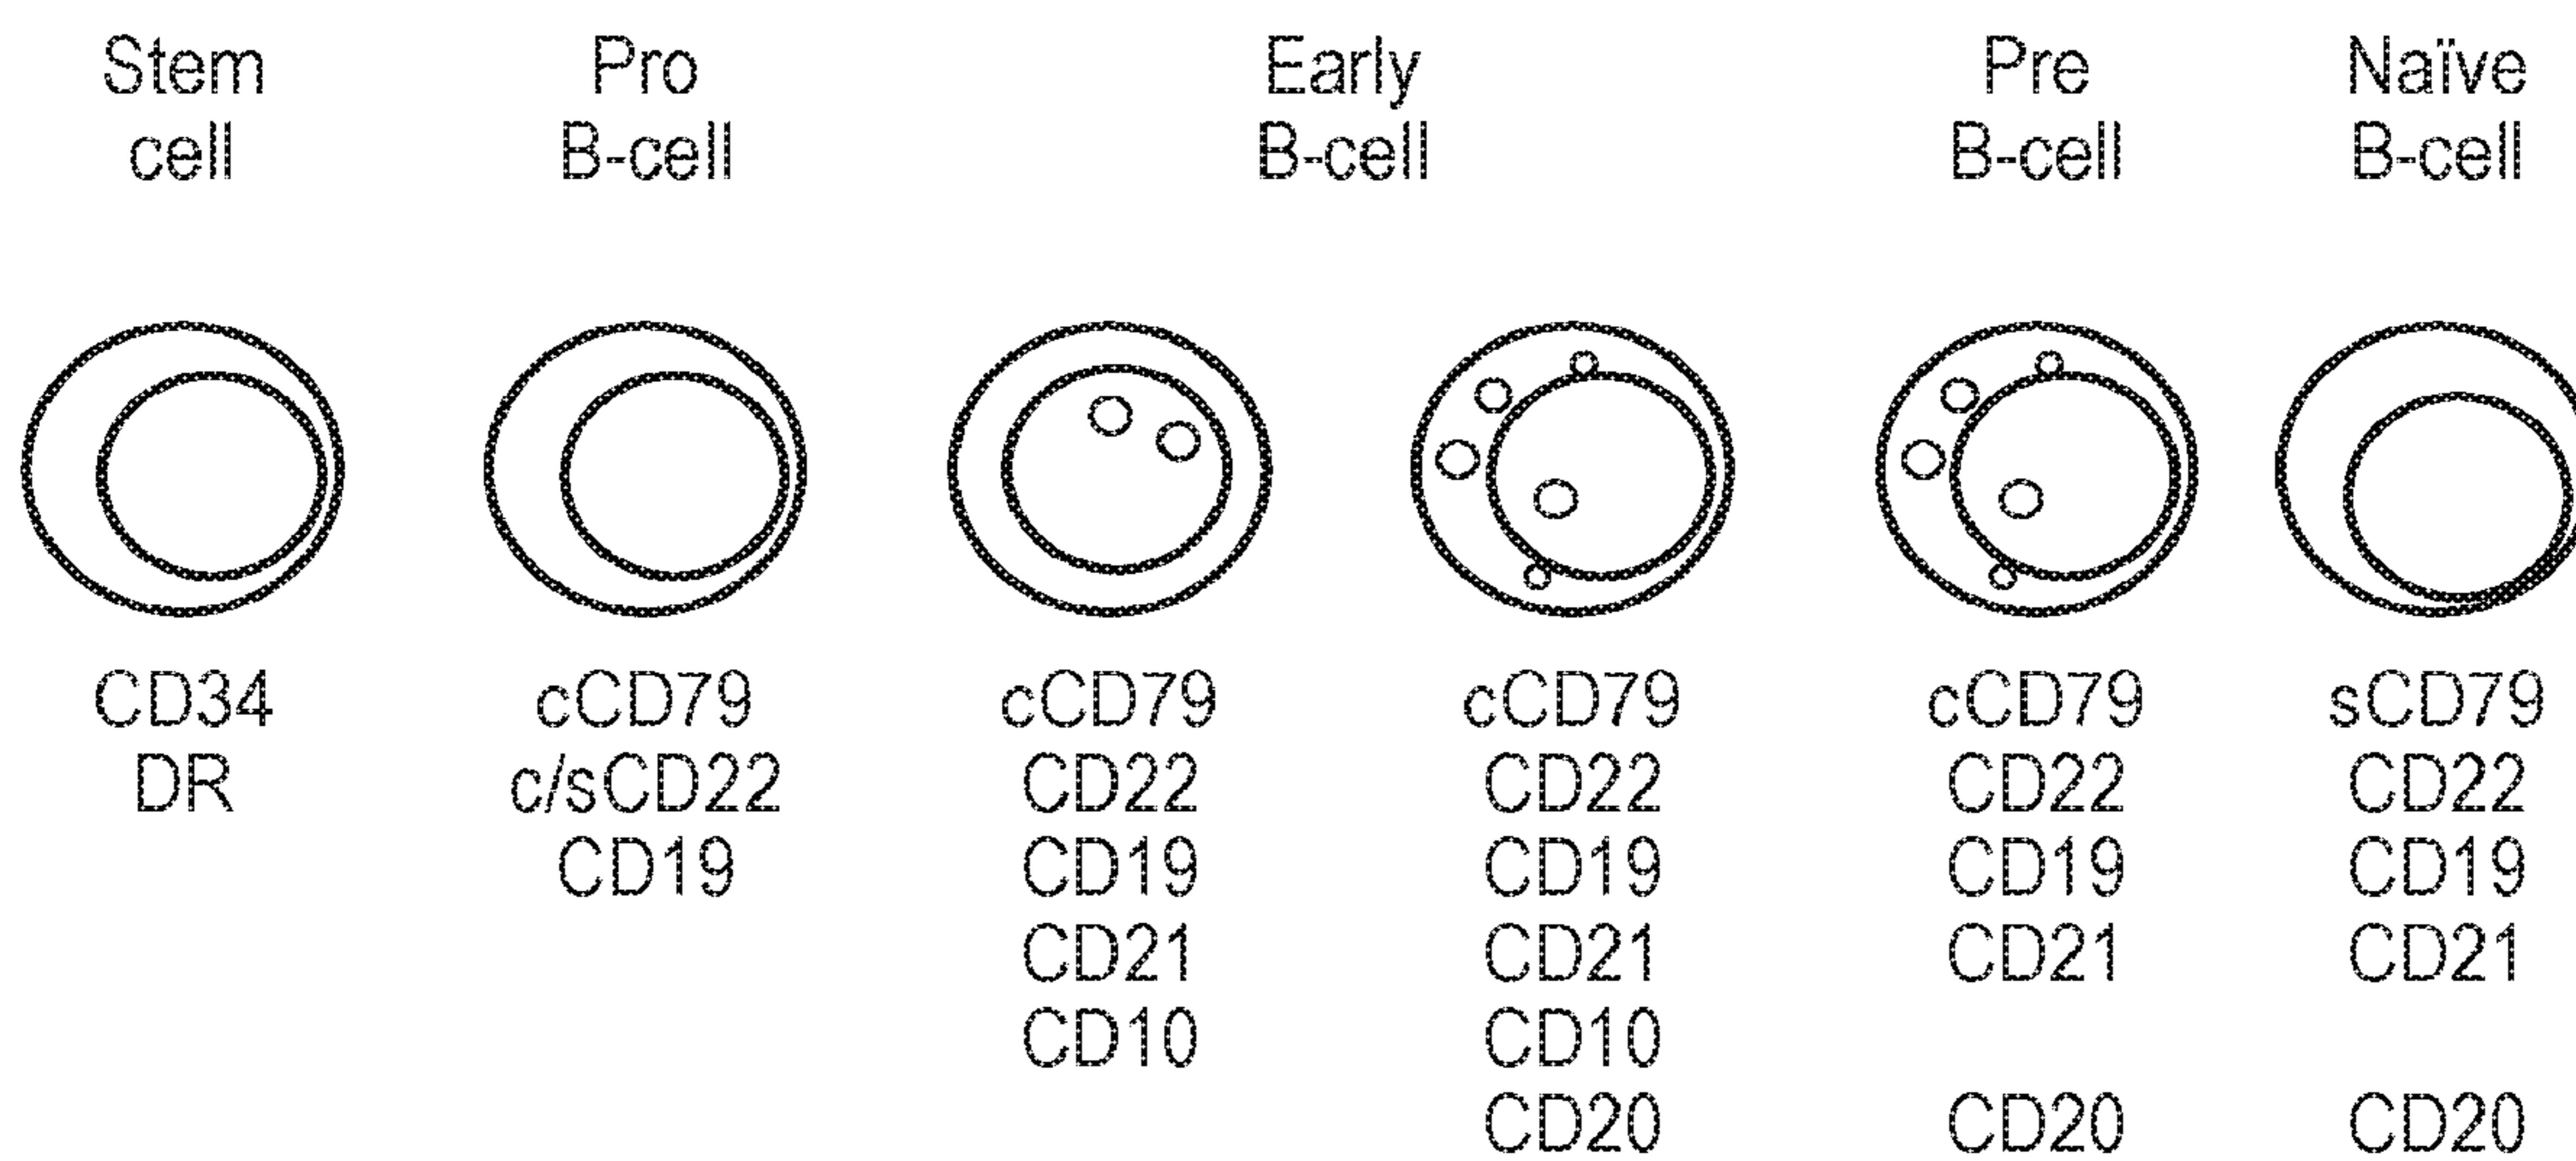 Stem Pro Early Pre Naïve
cell B-cell B-cell B-cell B-cell
CD34 cCD79 cCD79 cCD79 cCD79 sCD79
DR c/sCD22 CD22 CD22 CD22 CD22
CD19 CD19 CD19 CD19 CD19
CD21 CD21 CD21 CD21
CD10 CD10
CD20 CD20 CD20